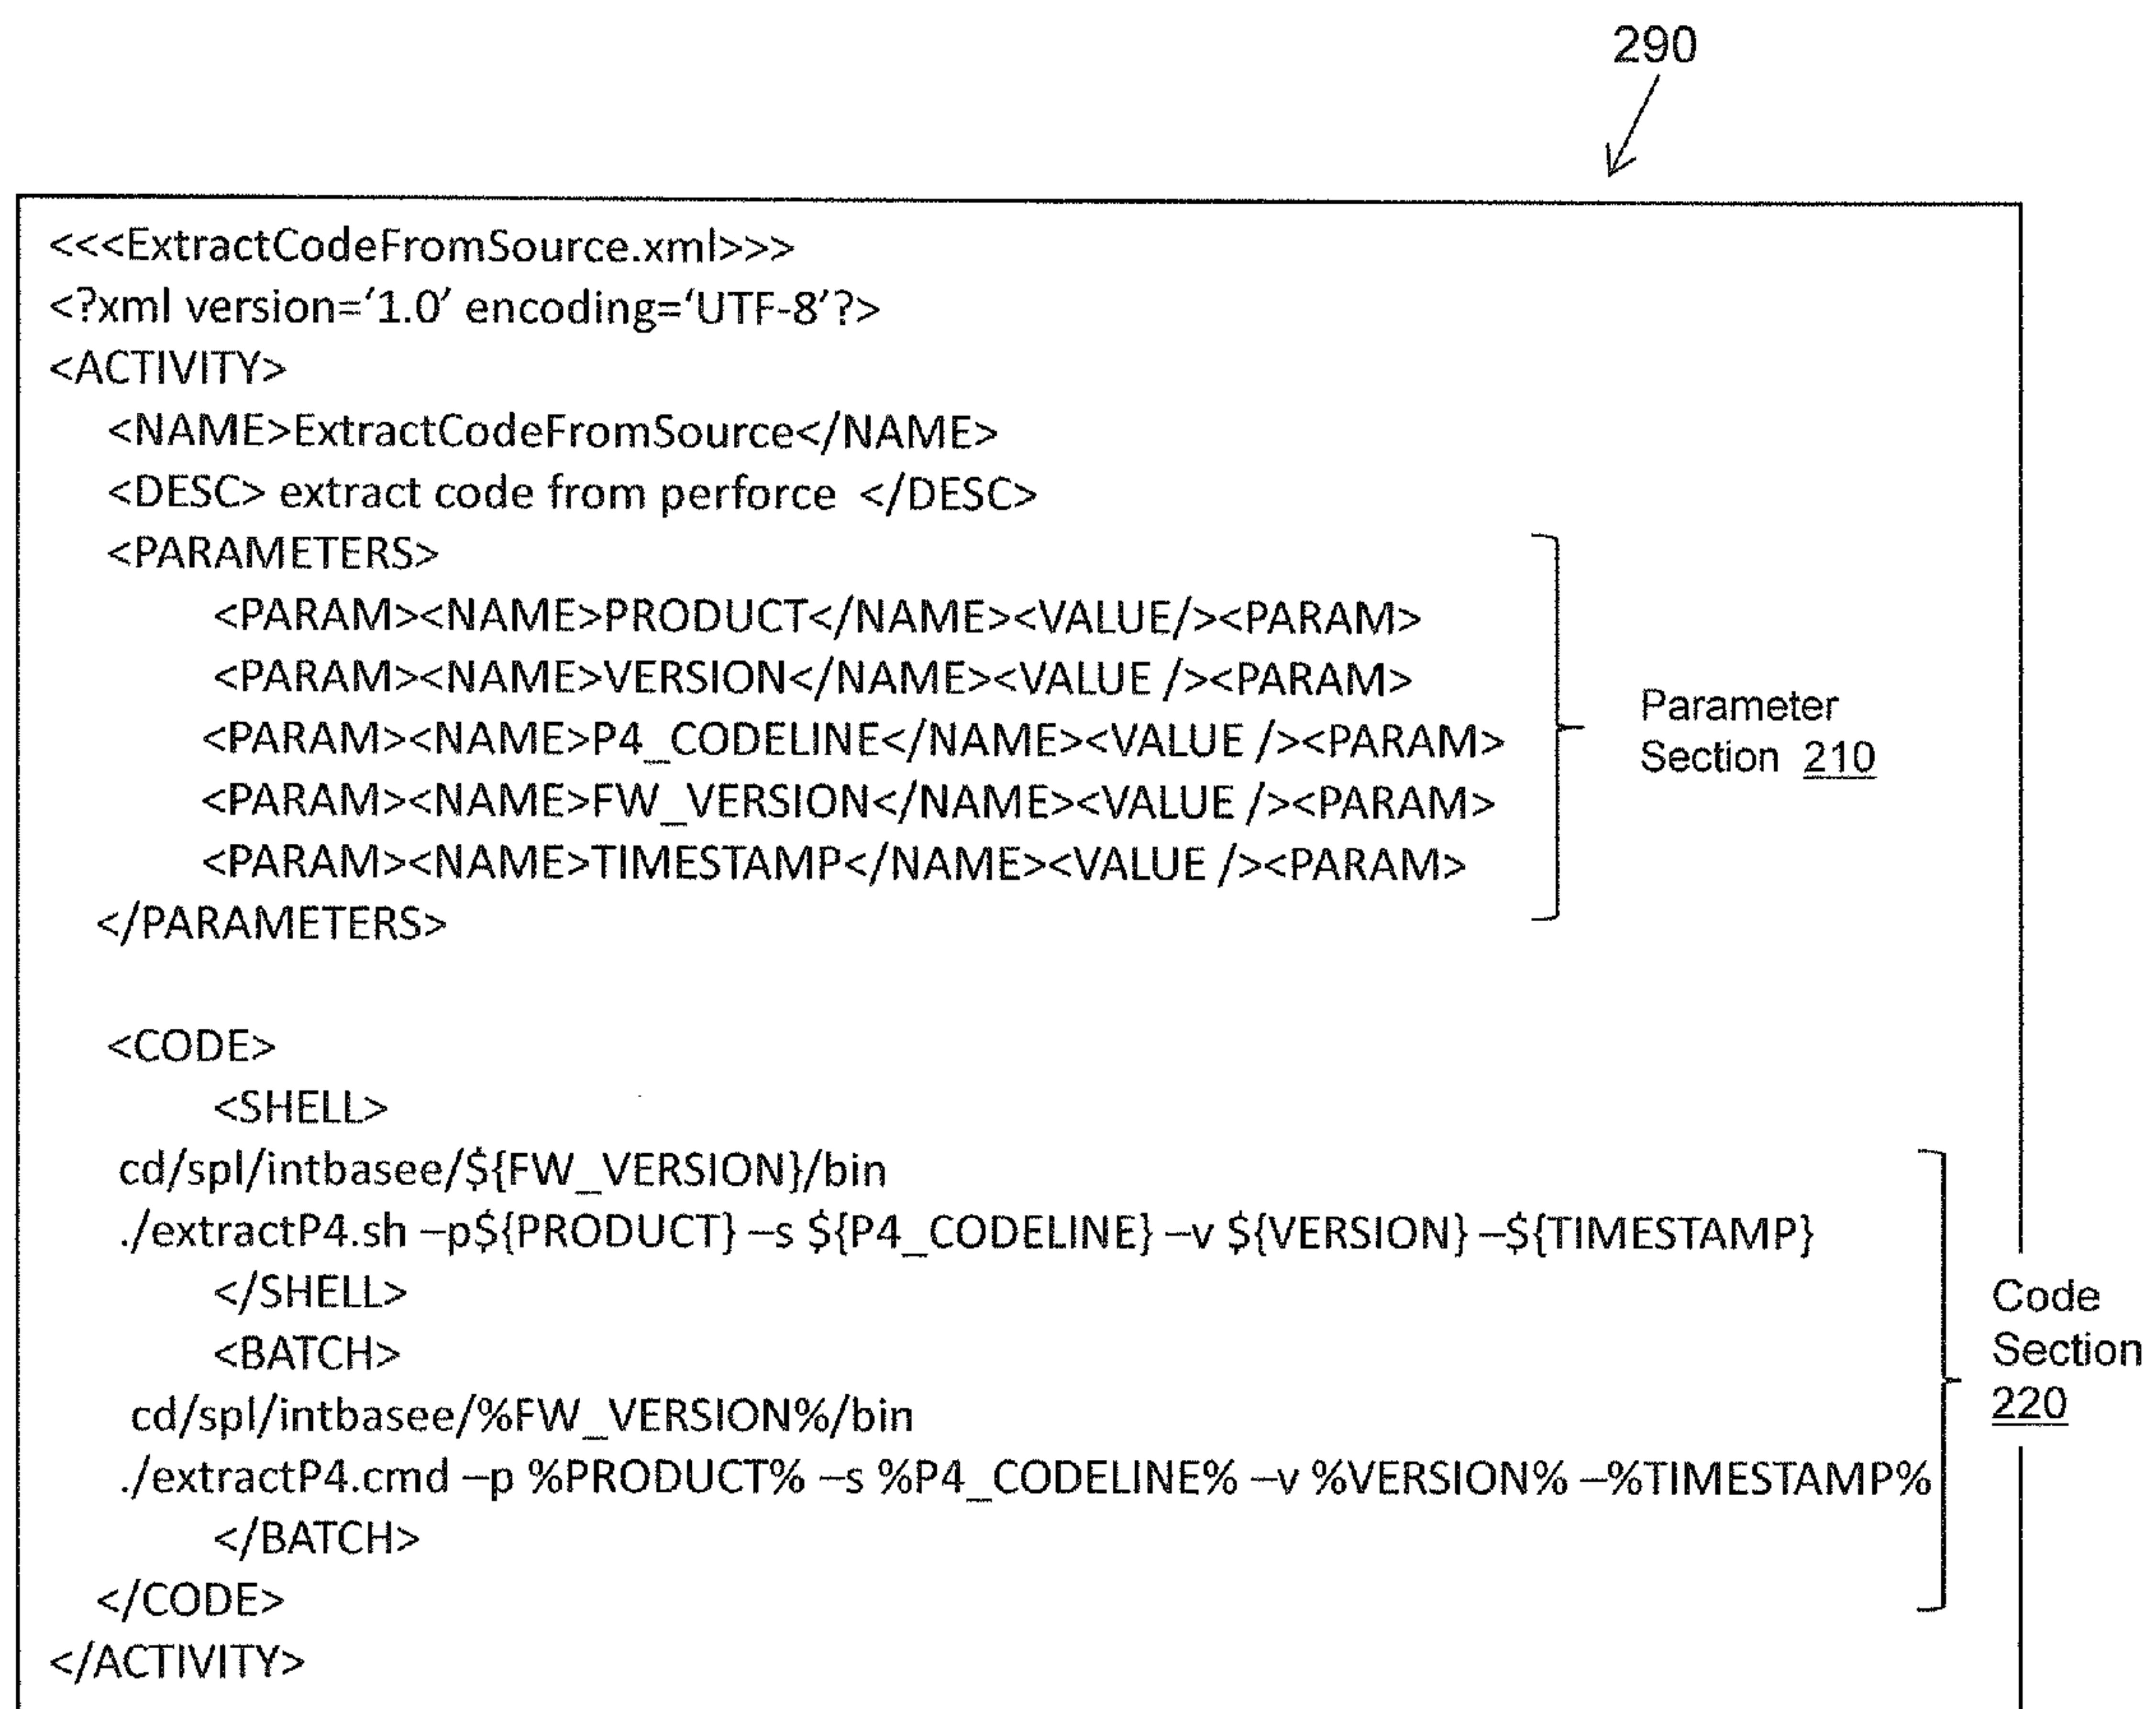 290
<<<ExtractCodeFromSource.xml>>>
<?xml version=‘1.0’ encoding=‘UTF-8’?>
<ACTIVITY>
<NAME>ExtractCodeFromSource</NAME>
<DESC> extract code from perforce </DESC>
<PARAMETERS>
<PARAM><NAME>PRODUCT</NAME><VALUE/><PARAM>
<PARAM><NAME>VERSION</NAME><VALUE /><PARAM>
<PARAM><NAME>P4_CODELINE</NAME><VALUE /><PARAM>
<PARAM><NAME>FW_VERSION</NAME><VALUE /><PARAM>
<PARAM><NAME>TIMESTAMP</NAME><VALUE /><PARAM>
</PARAMETERS>
Parameter
Section 210
<CODE>
<SHELL>
cd/spl/intbasee/${FW_VERSION}/bin
./extractP4.sh –p${PRODUCT} –s ${P4_CODELINE} –v ${VERSION} –${TIMESTAMP}
</SHELL>
<BATCH>
cd/spl/intbasee/%FW_VERSION%/bin
./extractP4.cmd –p %PRODUCT% –s %P4_CODELINE% –v %VERSION% –%TIMESTAMP%
</BATCH>
</CODE>
</ACTIVITY>
Code
Section
220